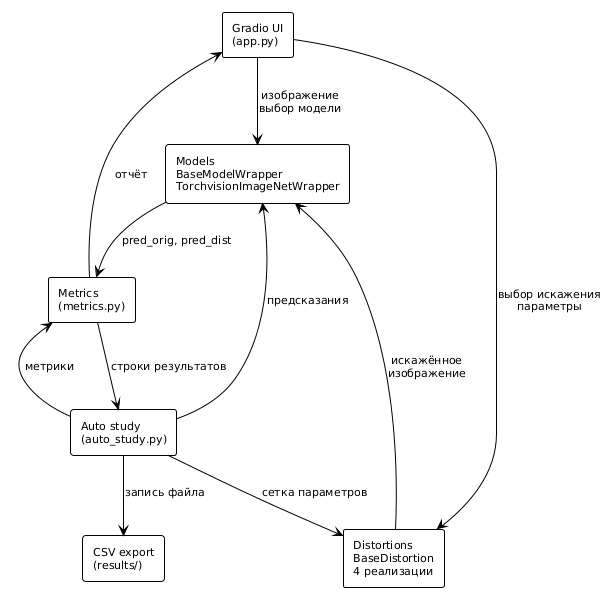 Gradio UI
(app.py)
изображение
выбор модели
Models
BaseModelWrapper
TorchvisionImageNetWrapper
отчёт
pred_orig, pred_dist
Metrics
(metrics.py)
предсказания
выбор искажения
параметры
метрики
строки результатов
искажённое
изображение
Auto study
(auto_study.py)
запись файла
сетка параметров
CSV export
(results/)
Distortions
BaseDistortion
4 реализации